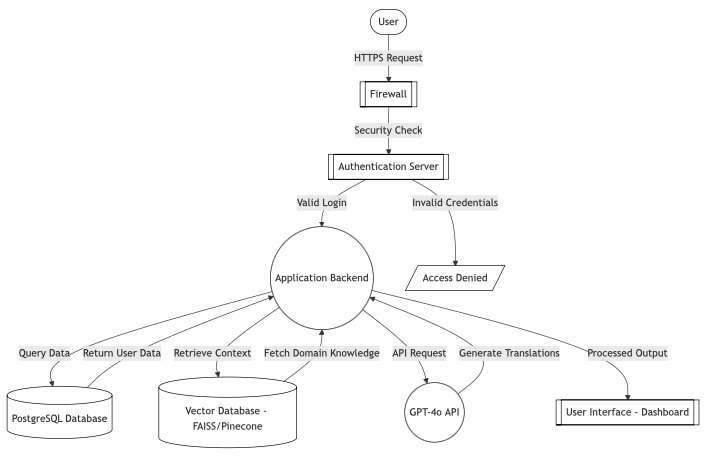 User
HTTPS Request
Firewall
Security Check
Authentication Server
Valid Login
Invalid Credentials
Application Backend
Access Denied
Query Data
Return User Data
Retrieve Context
Fetch Domain Knowledge
API Request
Generate Translations
Processed Output
PostgreSQL Database
Vector Database -
FAISS/Pinecone
GPT-4o API
User Interface - Dashboard